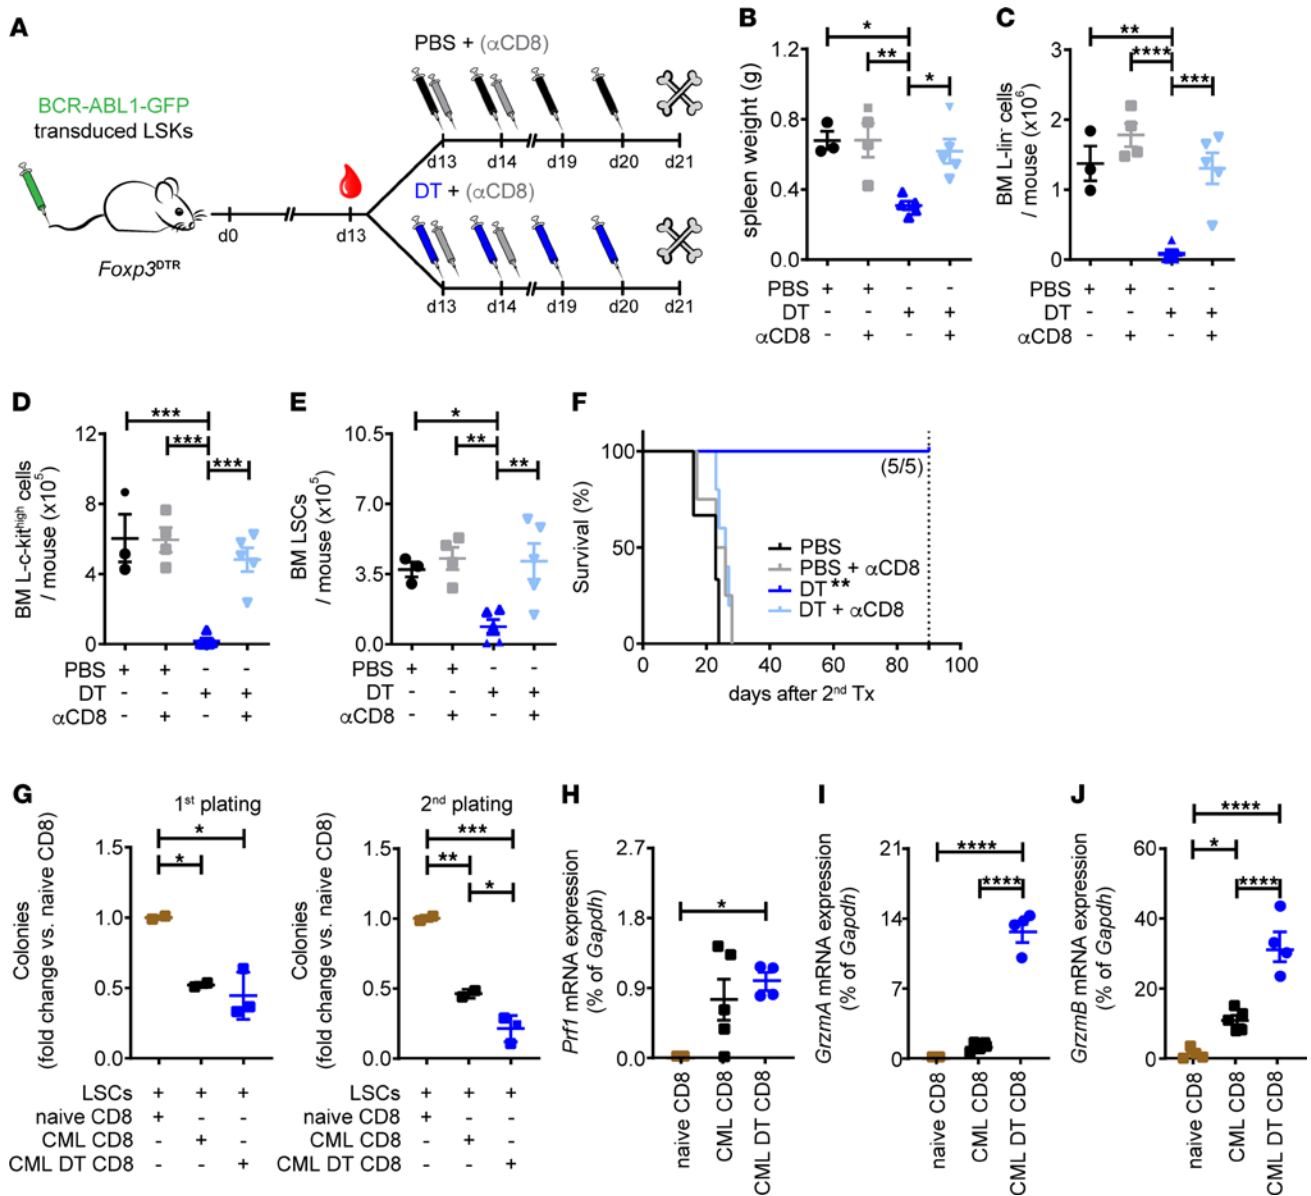 A
BCR-ABL1-GFP
transduced LSKs
Foxp3ᴰᵀᴿ
d0
d13
PBS + (αCD8)
d13 d14 d19 d20 d21
DT + (αCD8)
d13 d14 d19 d20 d21
B
* ** *
spleen weight (g)
1.2
0.8
0.4
0.0
PBS + + - -
DT - - + +
αCD8 - + - +
C
** **** ***
BM L-lin⁻ cells
/ mouse (x10⁶)
3
2
1
0
PBS + + - -
DT - - + +
αCD8 - + - +
D
*** *** ***
BM L-c-kitʰⁱᵍʰ cells
/ mouse (x10⁵)
12
8
4
0
PBS + + - -
DT - - + +
αCD8 - + - +
E
* ** **
BM LSCs
/ mouse (x10⁵)
10.5
7.0
3.5
0
PBS + + - -
DT - - + +
αCD8 - + - +
F
Survival (%)
100
50
0
(5/5)
PBS
PBS + αCD8
DT **
DT + αCD8
0 20 40 60 80 100
days after 2ⁿᵈ Tx
G
1ˢᵗ plating
* *
Colonies
(fold change vs. naive CD8)
1.5
1.0
0.5
0.0
LSCs + + +
naive CD8 + - -
CML CD8 - + -
CML DT CD8 - - +
2ⁿᵈ plating
*** ** *
Colonies
(fold change vs. naive CD8)
1.5
1.0
0.5
0.0
LSCs + + +
naive CD8 + - -
CML CD8 - + -
CML DT CD8 - - +
H
*
Prf1 mRNA expression
(% of Gapdh)
2.7
1.8
0.9
0.0
naive CD8
CML CD8
CML DT CD8
I
**** ****
GrzmA mRNA expression
(% of Gapdh)
21
14
7
0
naive CD8
CML CD8
CML DT CD8
J
**** * ****
GrzmB mRNA expression
(% of Gapdh)
60
40
20
0
naive CD8
CML CD8
CML DT CD8